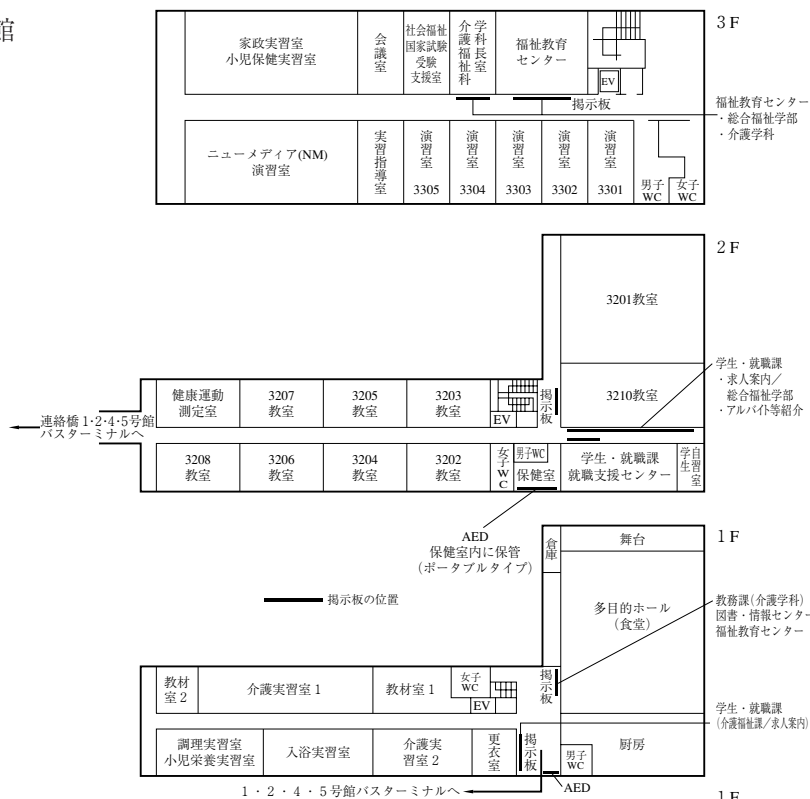 館
3 F
家政実習室
小児保健実習室
会議室
社会福祉
国家試験
受験
支援室
介護福祉科
学科長室
福祉教育
センター
EV
掲示板
福祉教育センター
・総合福祉学部
・介護学科
ニューメディア(NM)
演習室
実習指導室
演習室
3305
演習室
3304
演習室
3303
演習室
3302
演習室
3301
男子
WC
女子
WC
2 F
3201教室
健康運動
測定室
3207
教室
3205
教室
3203
教室
EV
掲示板
3210教室
学生・就職課
・求人案内/
総合福祉学部
・アルバイト等紹介
連絡橋 1・2・4・5号館
バスターミナルへ
3208
教室
3206
教室
3204
教室
3202
教室
女子WC
男子WC
保健室
学生・就職課
就職支援センター
学生
自習室
AED
保健室内に保管
(ポータブルタイプ)
1 F
倉庫
舞台
掲示板の位置
多目的ホール
(食堂)
教務課(介護学科)
図書・情報センター
福祉教育センター
教材
室 2
介護実習室 1
教材室 1
女子
WC
EV
掲示板
学生・就職課
(介護福祉課/求人案内)
調理実習室
小児栄養実習室
入浴実習室
介護実
習室 2
更衣室
掲示板
男子
WC
厨房
1・2・4・5号館バスターミナルへ
AED
1 F